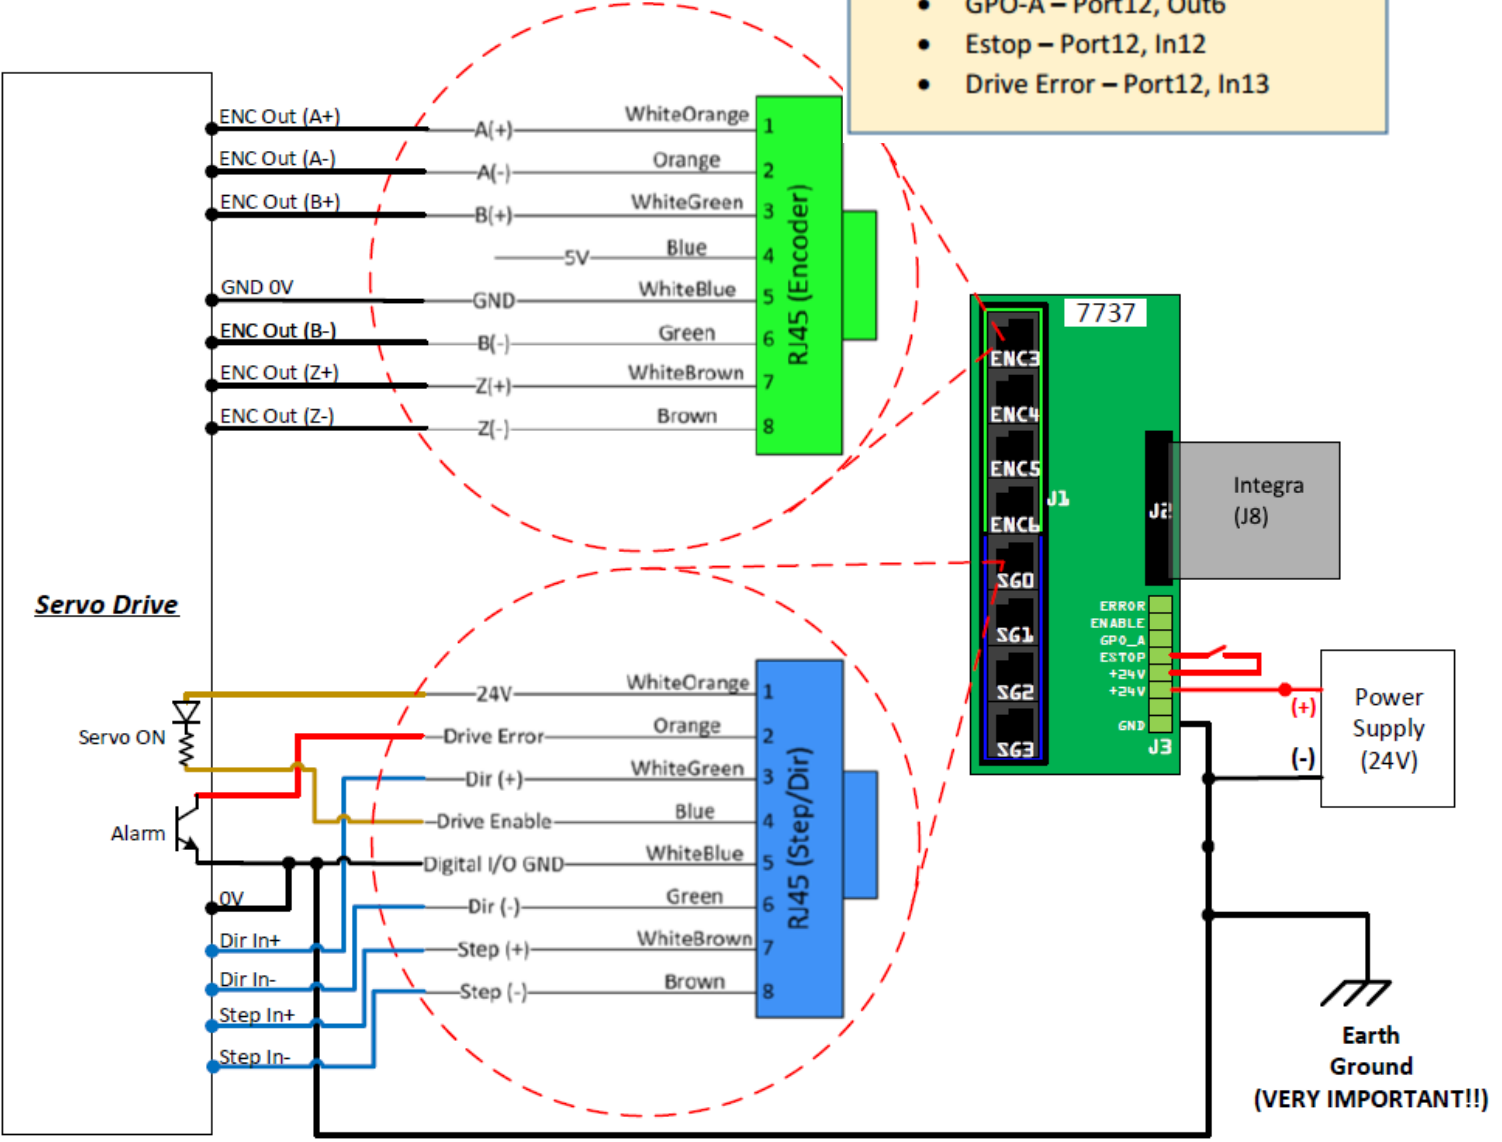 • GPO-A – Port12, Out6
• Estop – Port12, In12
• Drive Error – Port12, In13
ENC Out (A+)
A(+)
WhiteOrange
1
ENC Out (A-)
A(-)
Orange
2
ENC Out (B+)
B(+)
WhiteGreen
3
5V
Blue
4
GND 0V
GND
WhiteBlue
5
ENC Out (B-)
B(-)
Green
6
ENC Out (Z+)
Z(+)
WhiteBrown
7
ENC Out (Z-)
Z(-)
Brown
8
RJ45 (Encoder)
7737
ENC3
ENC4
ENC5
ENC6
SG0
SG1
SG2
SG3
J1
J2
Integra
(J8)
ERROR
ENABLE
GPO_A
ESTOP
+24V
+24V
GND
J3
(+)
(-)
Power
Supply
(24V)
Servo Drive
Servo ON
Alarm
24V
WhiteOrange
1
Drive Error
Orange
2
Dir (+)
WhiteGreen
3
Drive Enable
Blue
4
Digital I/O GND
WhiteBlue
5
0V
Dir (-)
Green
6
Dir In+
Step (+)
WhiteBrown
7
Dir In-
Step (-)
Brown
8
Step In+
Step In-
RJ45 (Step/Dir)
Earth
Ground
(VERY IMPORTANT!!)